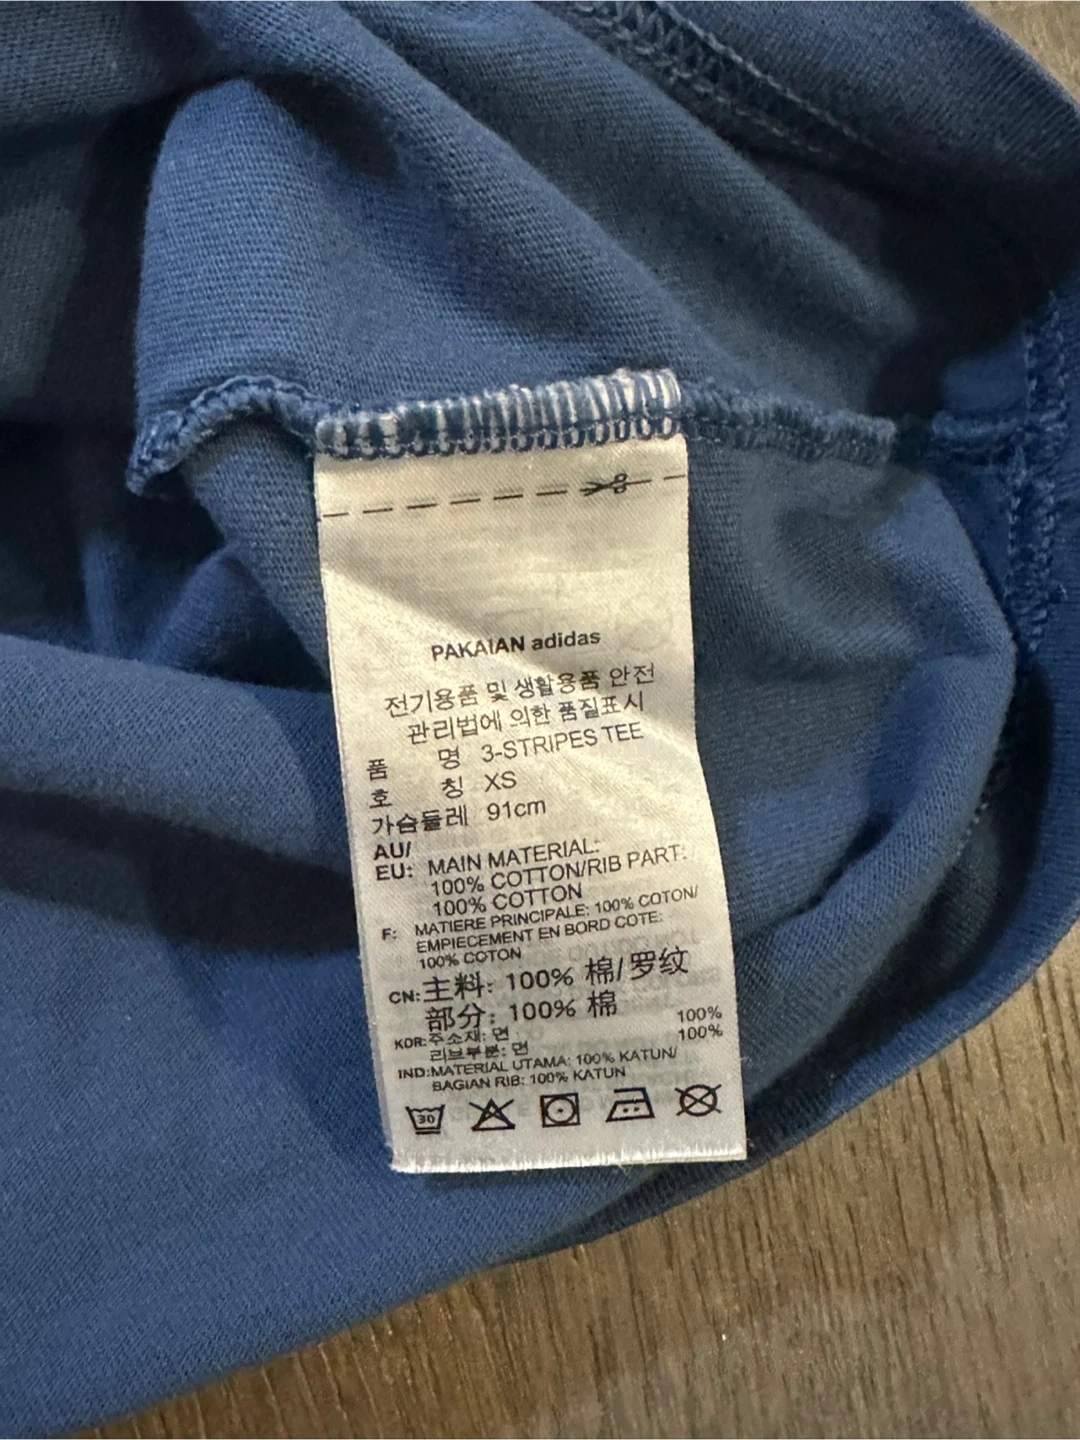 PAKAIAN adidas
전기용품 및 생활용품 안전
관리법에 의한 품질표시
품 명 3-STRIPES TEE
호 칭 XS
가슴둘레 91cm
AU/
EU: MAIN MATERIAL:
100% COTTON/RIB PART:
100% COTTON
F: MATIERE PRINCIPALE: 100% COTON/
EMPIECEMENT EN BORD COTE:
100% COTON
CN:主料: 100% 棉/罗纹
部分: 100% 棉
KOR:주소재: 면 100%
리브부분: 면 100%
IND:MATERIAL UTAMA: 100% KATUN/
BAGIAN RIB: 100% KATUN
30